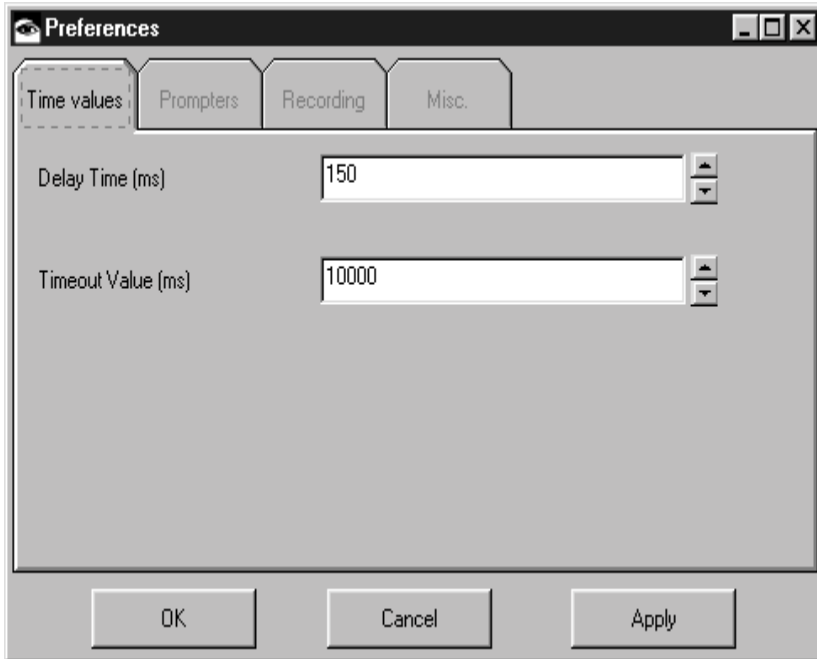 Preferences
Time values Prompters Recording Misc.
Delay Time (ms) 150
Timeout Value (ms) 10000
OK Cancel Apply